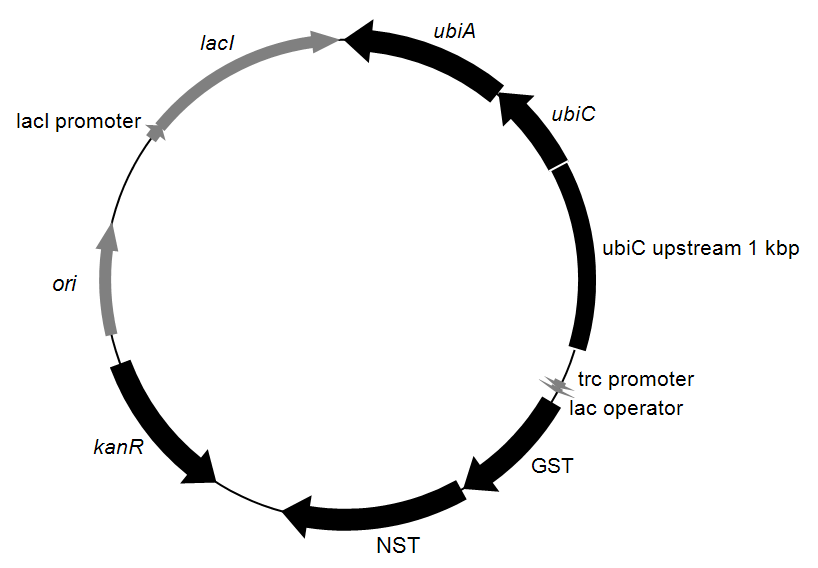 ubiA
lacI
ubiC
lacI promoter
ubiC upstream 1 kbp
ori
trc promoter
lac operator
kanR
GST
NST